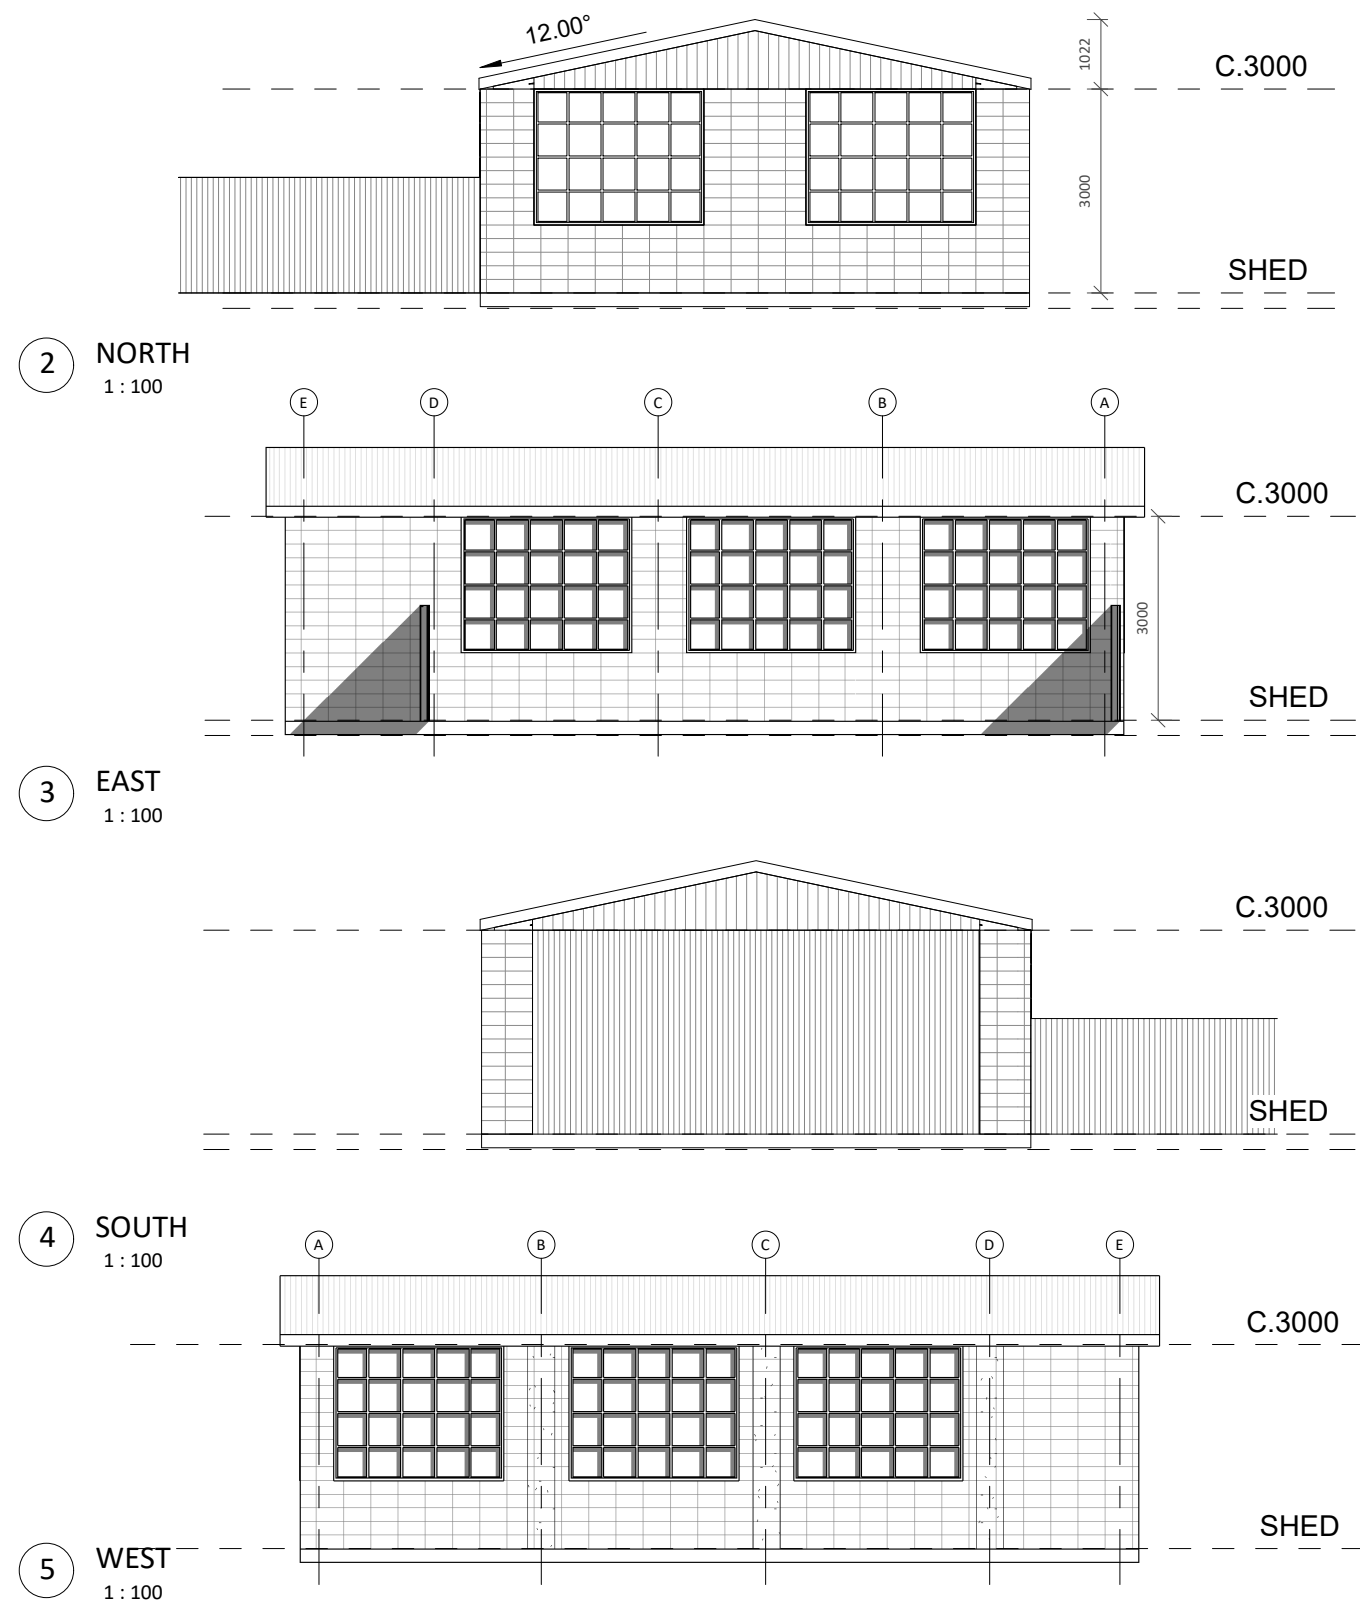 12.00°
1022
C.3000
3000
SHED
2 NORTH
1 : 100
E D C B A
C.3000
3000
SHED
3 EAST
1 : 100
C.3000
SHED
4 SOUTH
1 : 100
A B C D E
C.3000
SHED
5 WEST
1 : 100